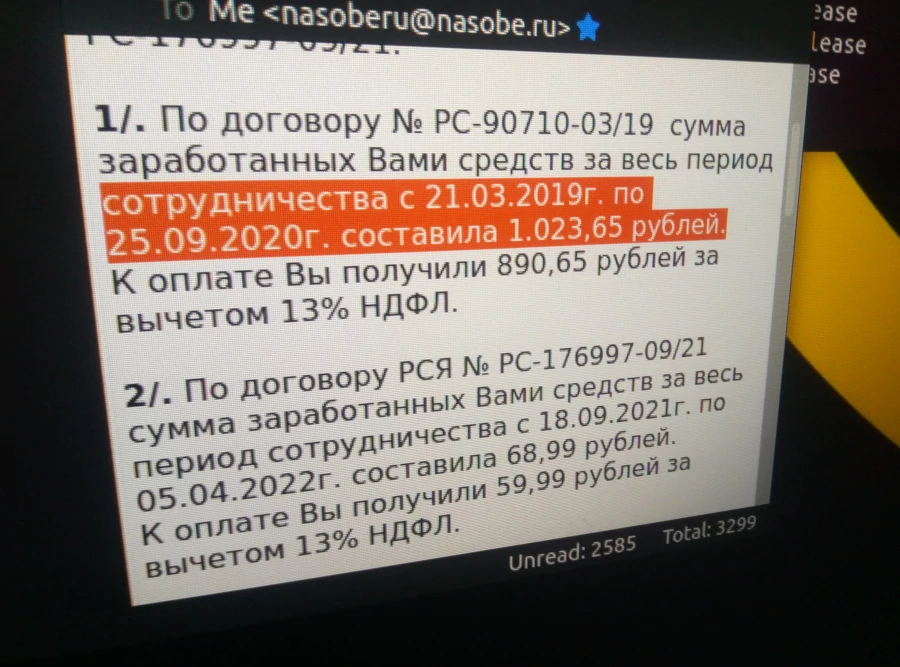 To Me <nasoberu@nasobe.ru>
РС-176997-09/21.
1/. По договору № РС-90710-03/19 сумма
заработанных Вами средств за весь период
сотрудничества с 21.03.2019г. по
25.09.2020г. составила 1.023,65 рублей.
К оплате Вы получили 890,65 рублей за
вычетом 13% НДФЛ.
2/. По договору РСЯ № РС-176997-09/21
сумма заработанных Вами средств за весь
период сотрудничества с 18.09.2021г. по
05.04.2022г. составила 68,99 рублей.
К оплате Вы получили 59,99 рублей за
вычетом 13% НДФЛ.
Unread: 2585 Total: 3299